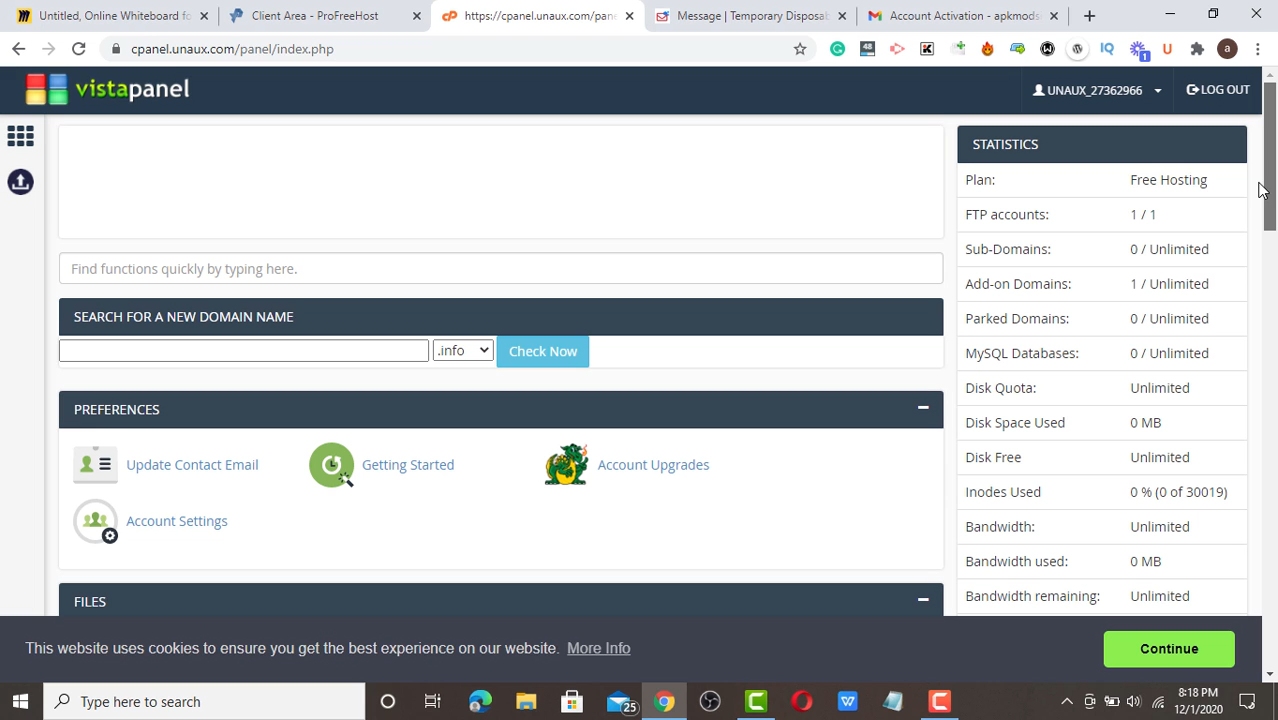 Untitled, Online Whiteboard fo
Client Area - ProFreeHost
https://cpanel.unaux.com/pane
Message | Temporary Disposab
Account Activation - apkmods
cpanel.unaux.com/panel/index.php
48
IQ
1
U
a
vistapanel
UNAUX_27362966
LOG OUT
Find functions quickly by typing here.
SEARCH FOR A NEW DOMAIN NAME
.info
Check Now
PREFERENCES
Update Contact Email
Getting Started
Account Upgrades
Account Settings
FILES
STATISTICS
Plan: Free Hosting
FTP accounts: 1 / 1
Sub-Domains: 0 / Unlimited
Add-on Domains: 1 / Unlimited
Parked Domains: 0 / Unlimited
MySQL Databases: 0 / Unlimited
Disk Quota: Unlimited
Disk Space Used 0 MB
Disk Free Unlimited
Inodes Used 0 % (0 of 30019)
Bandwidth: Unlimited
Bandwidth used: 0 MB
Bandwidth remaining: Unlimited
This website uses cookies to ensure you get the best experience on our website. More Info
Continue
Type here to search
25
8:18 PM
12/1/2020